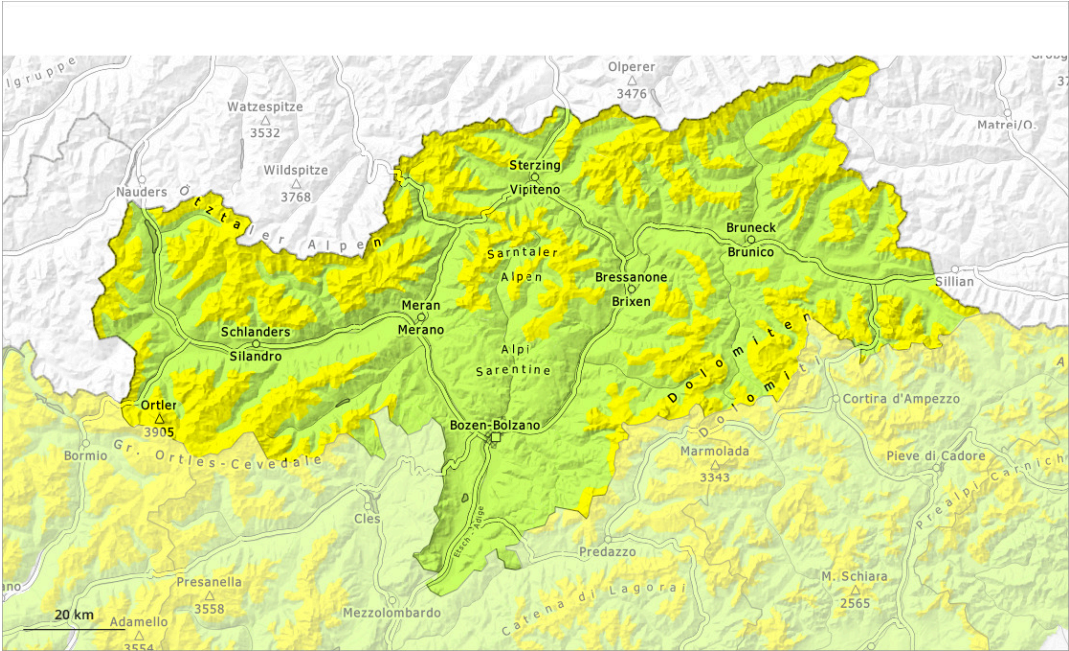 Olperer
3476
Watzespitze
3532
Matrei/O.
Wildspitze
3768
Nauders
Sterzing
Vipiteno
Ötztaler Alpen
Bruneck
Brunico
Sarntaler
Alpen
Bressanone
Brixen
Sillian
Meran
Merano
Schlanders
Silandro
Alpi
Sarentine
Dolomiten
Dolomiti
Ortler
3905
Cortina d'Ampezzo
Bozen-Bolzano
Gr. Ortles-Cevedale
Bormio
Marmolada
3343
Pieve di Cadore
Prealpi Carnich
Cles
Etsch - Adige
Predazzo
Presanella
3558
M. Schiara
2565
Catena di Lagorai
Mezzolombardo
Adamello
3554
20 km